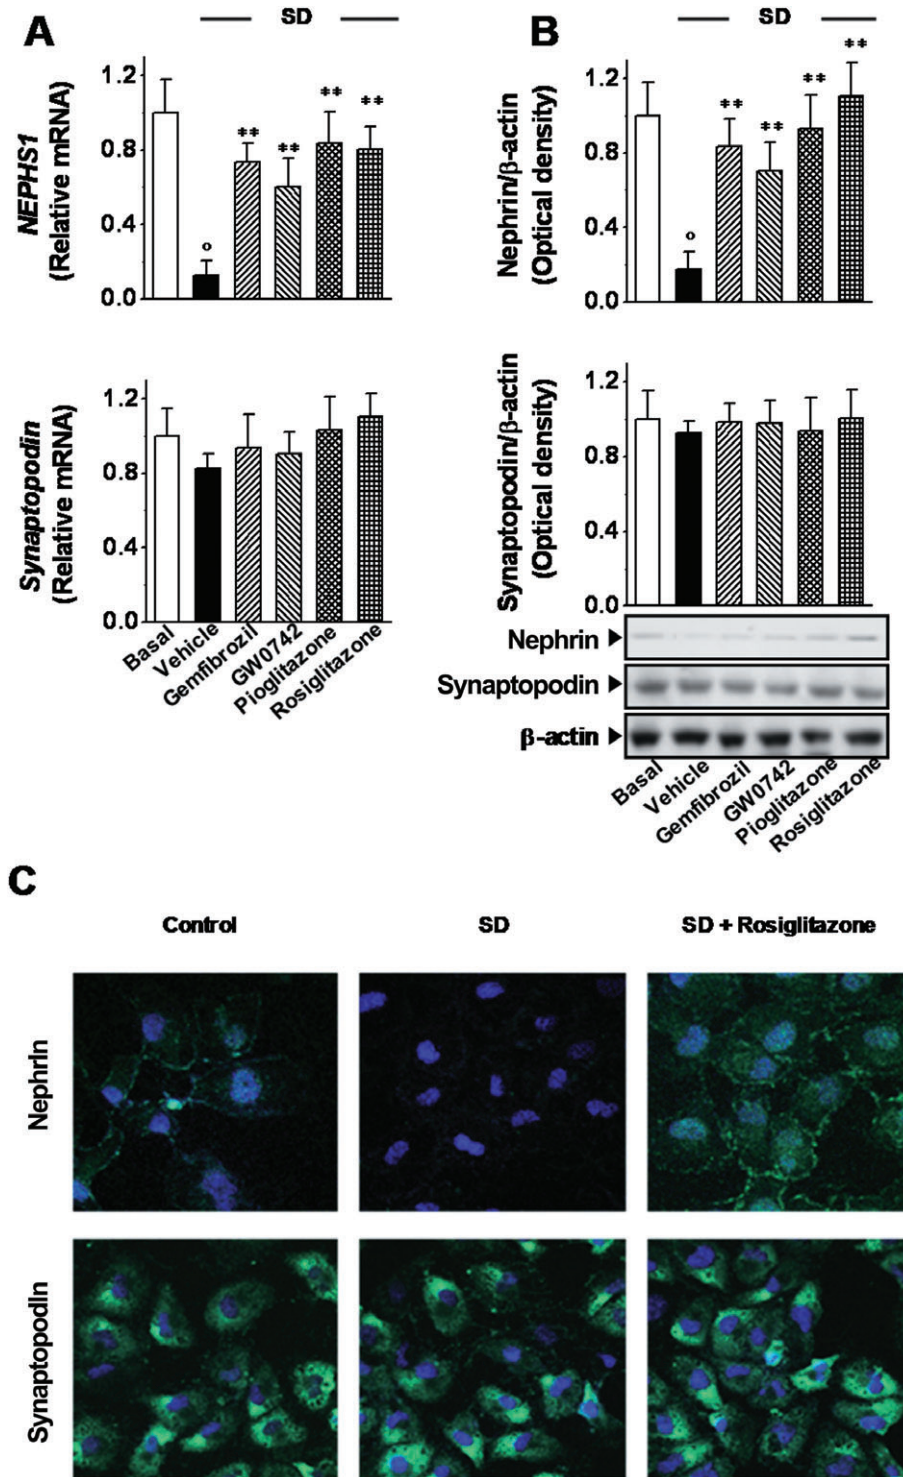 A
SD
NEPHS1
(Relative mRNA)
1.2
0.8
0.4
0.0
**
**
**
**
o
Synaptopodin
(Relative mRNA)
1.2
0.8
0.4
0.0
Basal
Vehicle
Gemfibrozil
GW0742
Pioglitazone
Rosiglitazone
B
SD
Nephrin/β-actin
(Optical density)
1.2
0.8
0.4
0.0
**
**
**
**
o
Synaptopodin/β-actin
(Optical density)
1.2
0.8
0.4
0.0
Nephrin
Synaptopodin
β-actin
Basal
Vehicle
Gemfibrozil
GW0742
Pioglitazone
Rosiglitazone
C
Control
SD
SD + Rosiglitazone
Nephrin
Synaptopodin